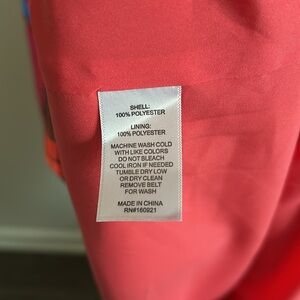 SHELL:
100% POLYESTER
LINING:
100% POLYESTER
MACHINE WASH COLD
WITH LIKE COLORS
DO NOT BLEACH
COOL IRON IF NEEDED
TUMBLE DRY LOW
OR DRY CLEAN
REMOVE BELT
FOR WASH
MADE IN CHINA
RN#160921